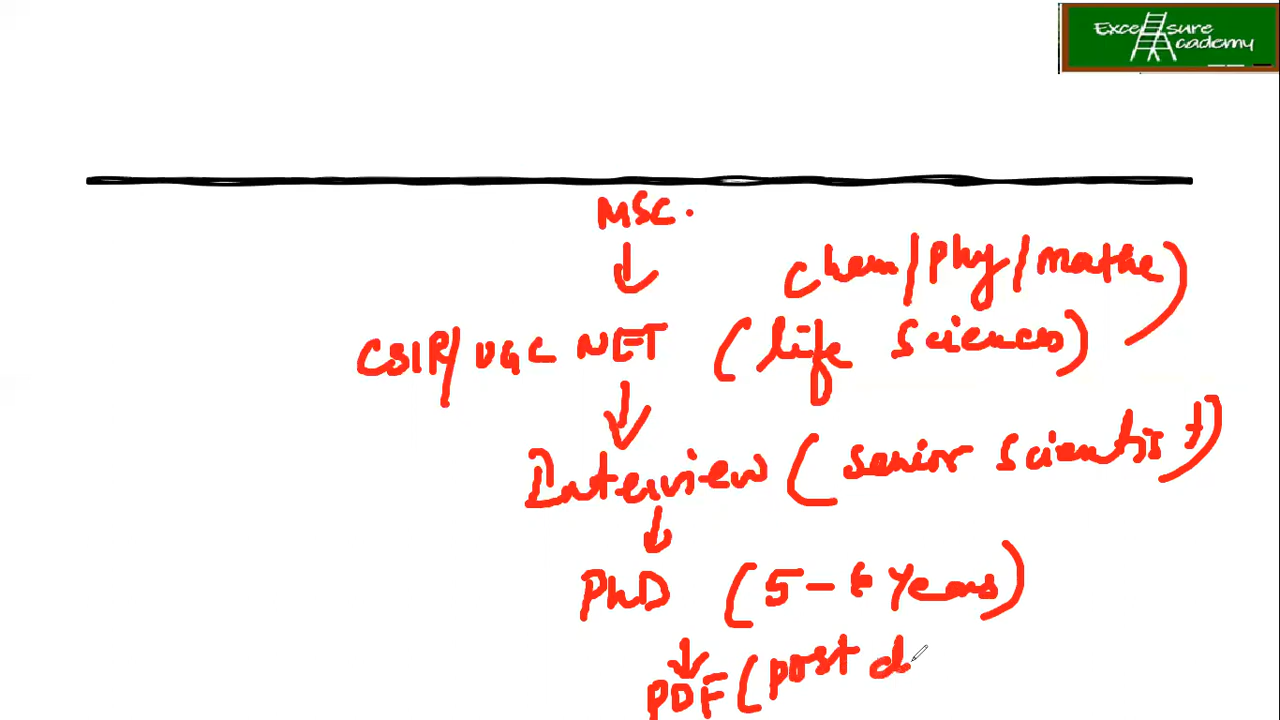 Excelsure
Academy
MSC.
Chem/Phy/Mathe)
CSIR/UGC NET (life Sciences)
Interview (Senior Scientist)
PhD (5-6 Years)
PDF (Post d